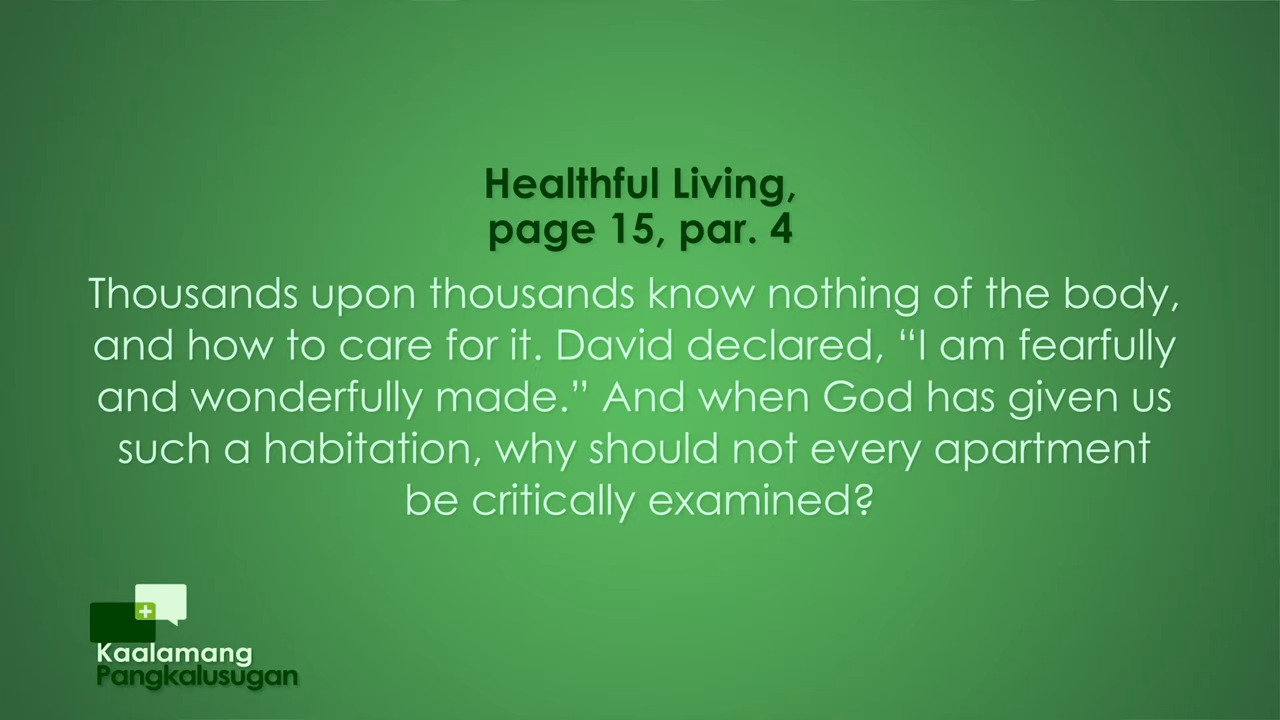 Healthful Living,
page 15, par. 4
Thousands upon thousands know nothing of the body,
and how to care for it. David declared, “I am fearfully
and wonderfully made.” And when God has given us
such a habitation, why should not every apartment
be critically examined?
Kaalamang
Pangkalusugan